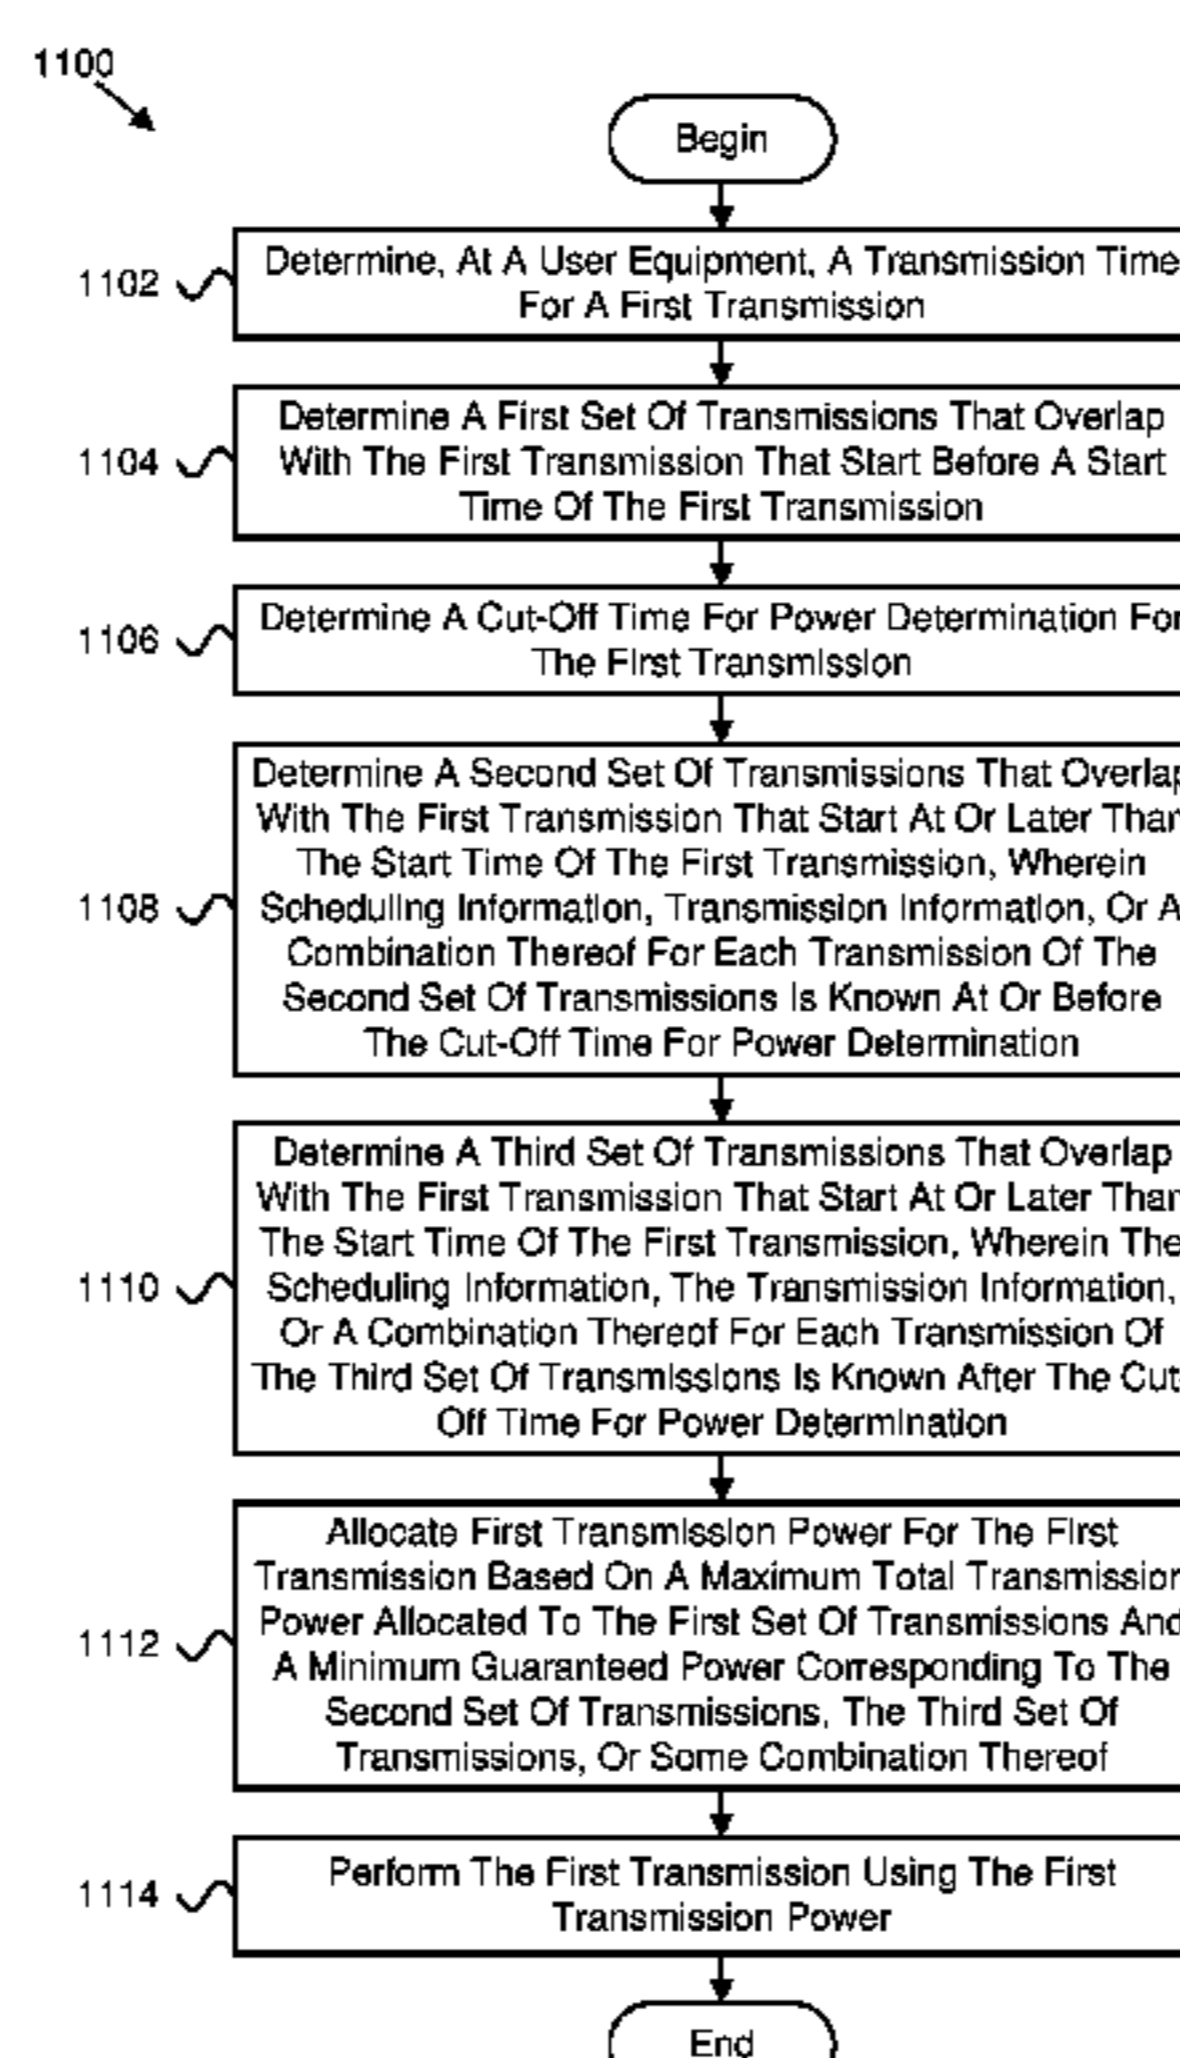 1100
Begin
1102
Determine, At A User Equipment, A Transmission Time
For A First Transmission
1104
Determine A First Set Of Transmissions That Overlap
With The First Transmission That Start Before A Start
Time Of The First Transmission
1106
Determine A Cut-Off Time For Power Determination For
The First Transmission
1108
Determine A Second Set Of Transmissions That Overlap
With The First Transmission That Start At Or Later Than
The Start Time Of The First Transmission, Wherein
Scheduling Information, Transmission Information, Or A
Combination Thereof For Each Transmission Of The
Second Set Of Transmissions Is Known At Or Before
The Cut-Off Time For Power Determination
1110
Determine A Third Set Of Transmissions That Overlap
With The First Transmission That Start At Or Later Than
The Start Time Of The First Transmission, Wherein The
Scheduling Information, The Transmission Information,
Or A Combination Thereof For Each Transmission Of
The Third Set Of Transmissions Is Known After The Cut-
Off Time For Power Determination
1112
Allocate First Transmission Power For The First
Transmission Based On A Maximum Total Transmission
Power Allocated To The First Set Of Transmissions And
A Minimum Guaranteed Power Corresponding To The
Second Set Of Transmissions, The Third Set Of
Transmissions, Or Some Combination Thereof
1114
Perform The First Transmission Using The First
Transmission Power
End